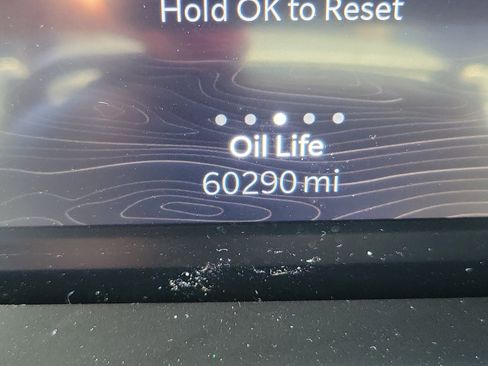 Hold OK to Reset
Oil Life
60290 mi